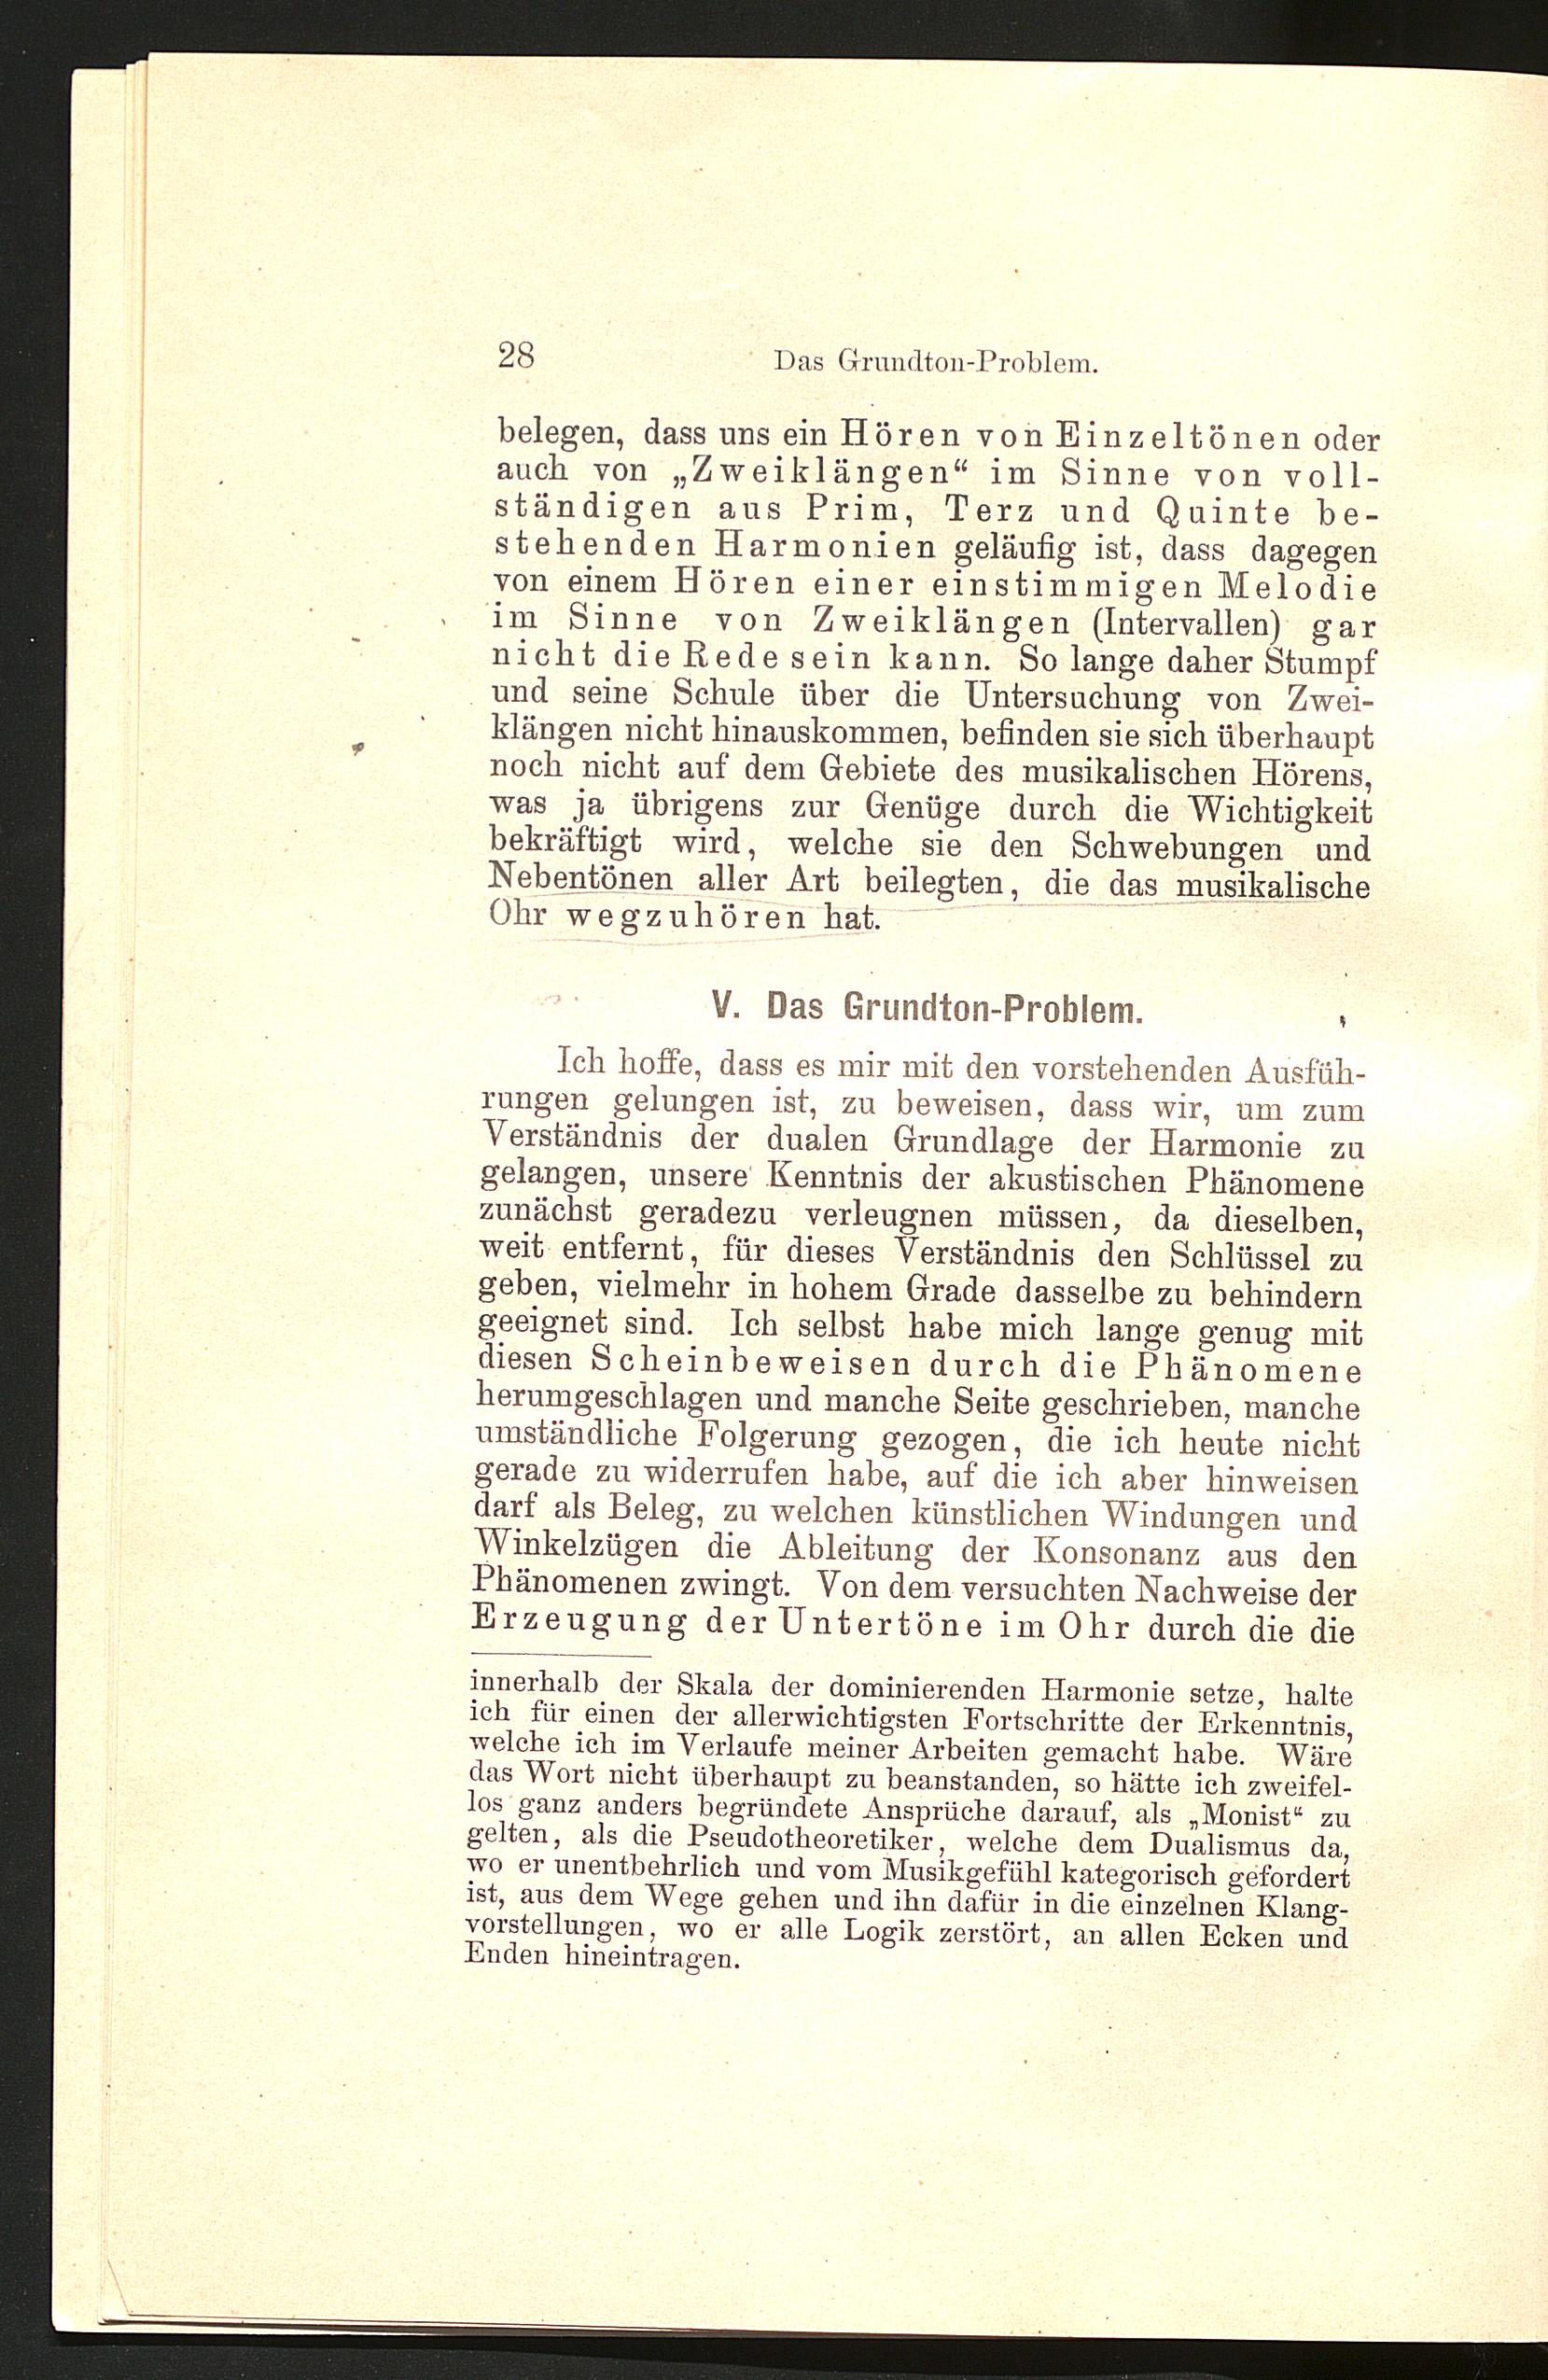 28
Das Grundton-Problem.
belegen, dass uns ein Hören von Einzeltönen oder
auch von „Zweiklängen“ im Sinne von voll-
ständigen aus Prim, Terz und Quinte be-
stehenden Harmonien geläufig ist, dass dagegen
von einem Hören einer einstimmigen Melodie
im Sinne von Zweiklängen (Intervallen) gar
nicht die Rede sein kann. So lange daher Stumpf
und seine Schule über die Untersuchung von Zwei-
klängen nicht hinauskommen, befinden sie sich überhaupt
noch nicht auf dem Gebiete des musikalischen Hörens,
was ja übrigens zur Genüge durch die Wichtigkeit
bekräftigt wird, welche sie den Schwebungen und
Nebentönen aller Art beilegten, die das musikalische
Ohr wegzuhören hat.
V. Das Grundton-Problem.
Ich hoffe, dass es mir mit den vorstehenden Ausfüh-
rungen gelungen ist, zu beweisen, dass wir, um zum
Verständnis der dualen Grundlage der Harmonie zu
gelangen, unsere Kenntnis der akustischen Phänomene
zunächst geradezu verleugnen müssen, da dieselben,
weit entfernt, für dieses Verständnis den Schlüssel zu
geben, vielmehr in hohem Grade dasselbe zu behindern
geeignet sind. Ich selbst habe mich lange genug mit
diesen Scheinbeweisen durch die Phänomene
herumgeschlagen und manche Seite geschrieben, manche
umständliche Folgerung gezogen, die ich heute nicht
gerade zu widerrufen habe, auf die ich aber hinweisen
darf als Beleg, zu welchen künstlichen Windungen und
Winkelzügen die Ableitung der Konsonanz aus den
Phänomenen zwingt. Von dem versuchten Nachweise der
Erzeugung der Untertöne im Ohr durch die die
innerhalb der Skala der dominierenden Harmonie setze, halte
ich für einen der allerwichtigsten Fortschritte der Erkenntnis,
welche ich im Verlaufe meiner Arbeiten gemacht habe. Wäre
das Wort nicht überhaupt zu beanstanden, so hätte ich zweifel-
los ganz anders begründete Ansprüche darauf, als „Monist“ zu
gelten, als die Pseudotheoretiker, welche dem Dualismus da,
wo er unentbehrlich und vom Musikgefühl kategorisch gefordert
ist, aus dem Wege gehen und ihn dafür in die einzelnen Klang-
vorstellungen, wo er alle Logik zerstört, an allen Ecken und
Enden hineintragen.